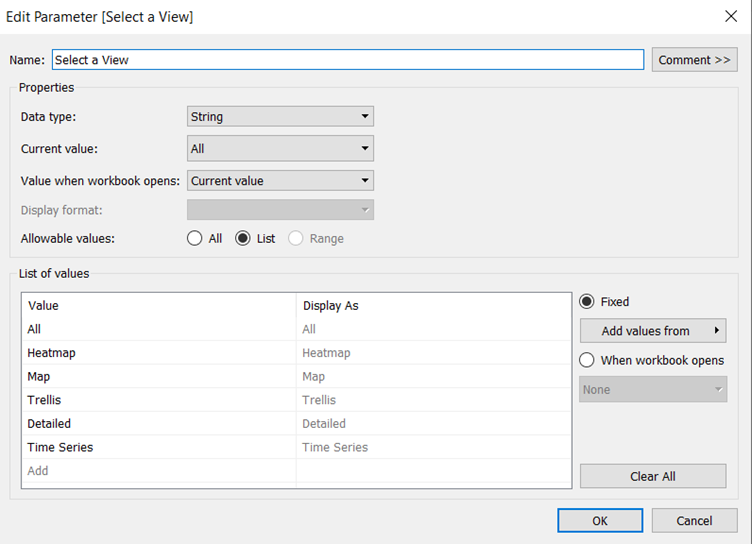 Edit Parameter [Select a View]
Name: Select a View Comment >>
Properties
Data type: String
Current value: All
Value when workbook opens: Current value
Display format:
Allowable values: All List Range
List of values
Value Display As
All All
Heatmap Heatmap
Map Map
Trellis Trellis
Detailed Detailed
Time Series Time Series
Add
Fixed
Add values from
When workbook opens
None
Clear All
OK Cancel